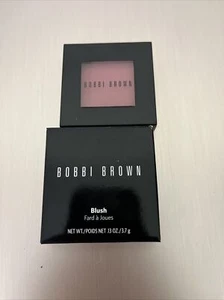 BOBBI BROWN
BOBBI BROWN
Blush
Fard à Joues
NET WT./POIDS NET .13 OZ/3.7 g